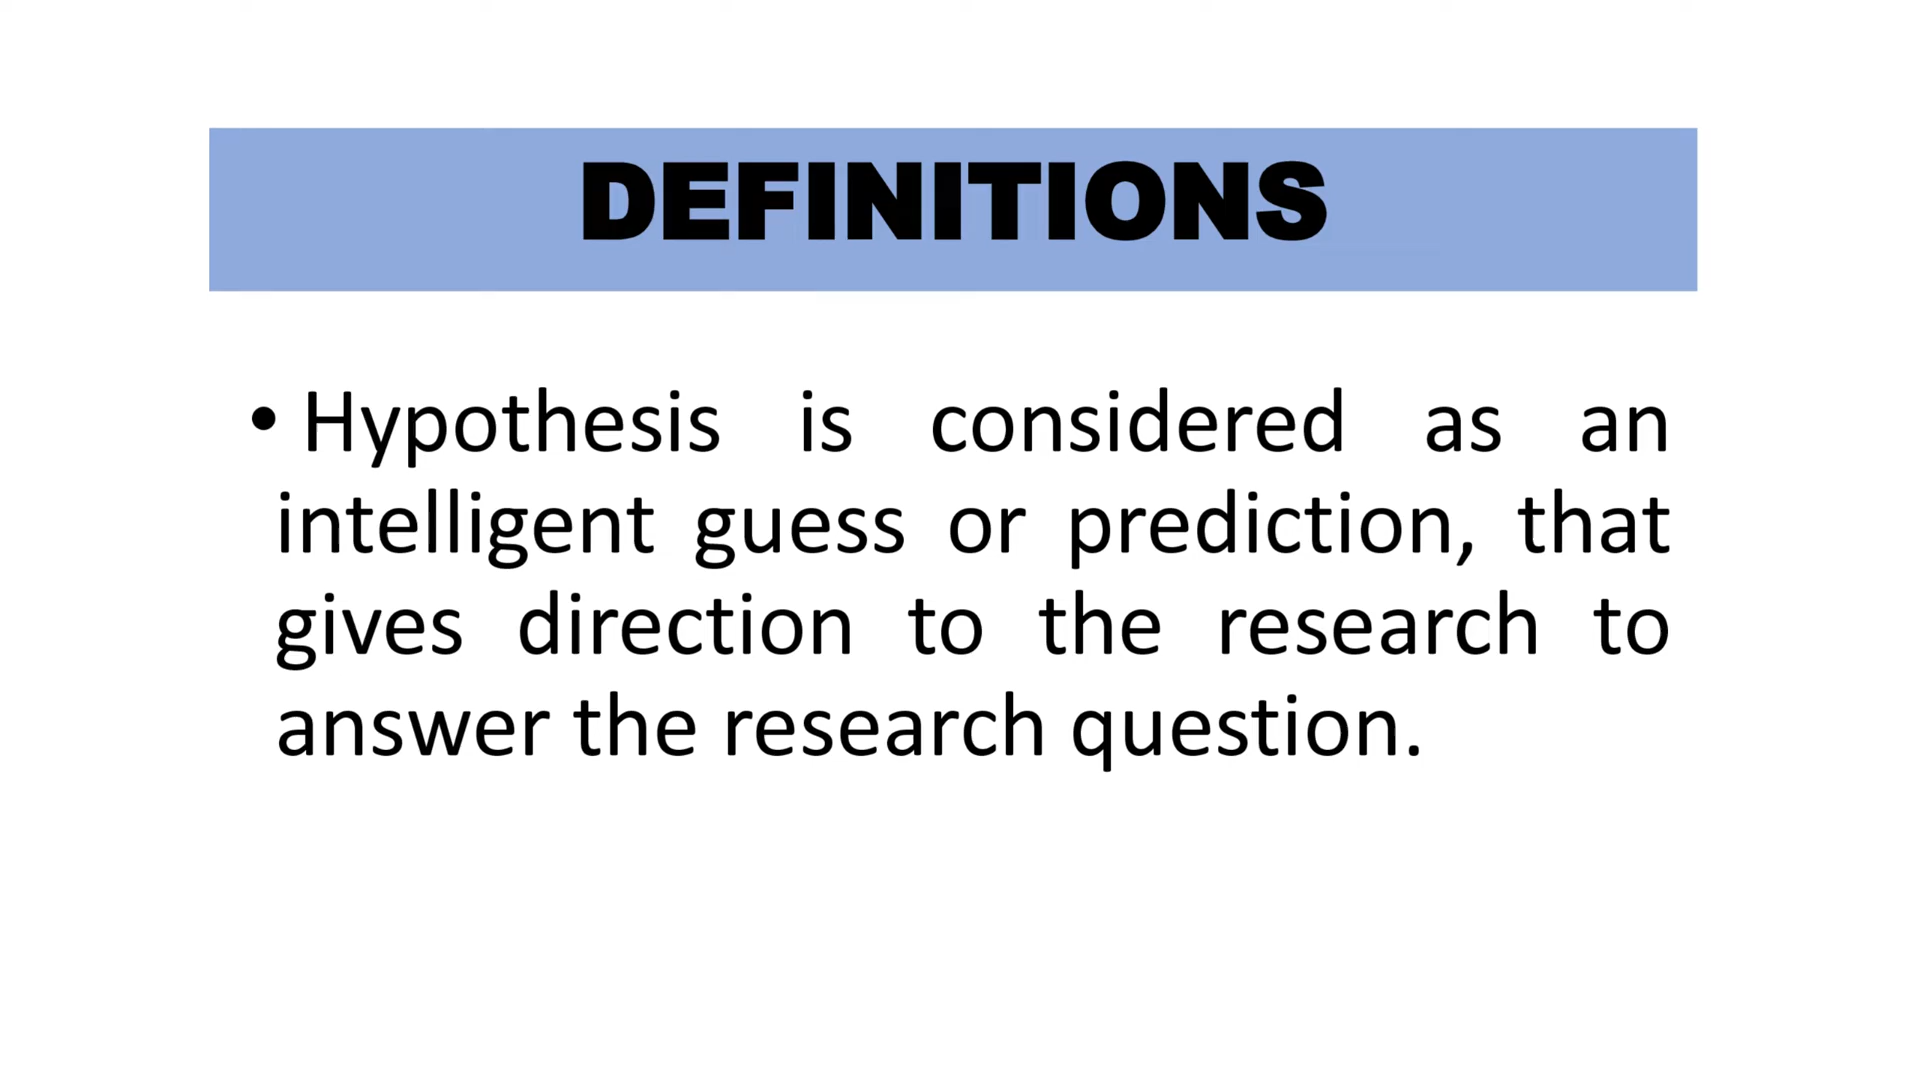 DEFINITIONS
• Hypothesis is considered as an
intelligent guess or prediction, that
gives direction to the research to
answer the research question.